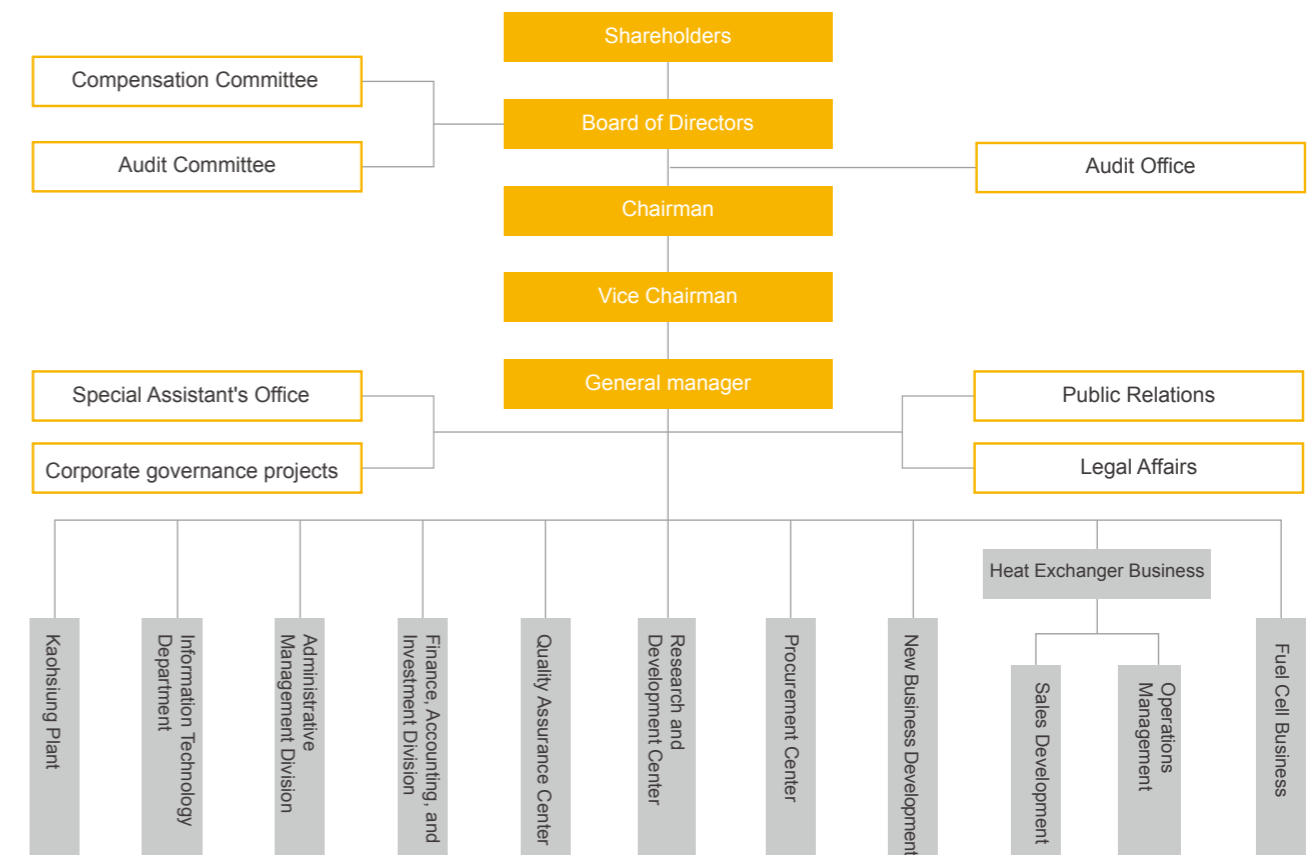 Shareholders
Compensation Committee
Board of Directors
Audit Committee
Audit Office
Chairman
Vice Chairman
General manager
Special Assistant's Office
Public Relations
Corporate governance projects
Legal Affairs
Heat Exchanger Business
Kaohsiung Plant
Information Technology
Department
Administrative
Management Division
Finance, Accounting, and
Investment Division
Quality Assurance Center
Research and
Development Center
Procurement Center
New Business Development
Sales Development
Operations
Management
Fuel Cell Business